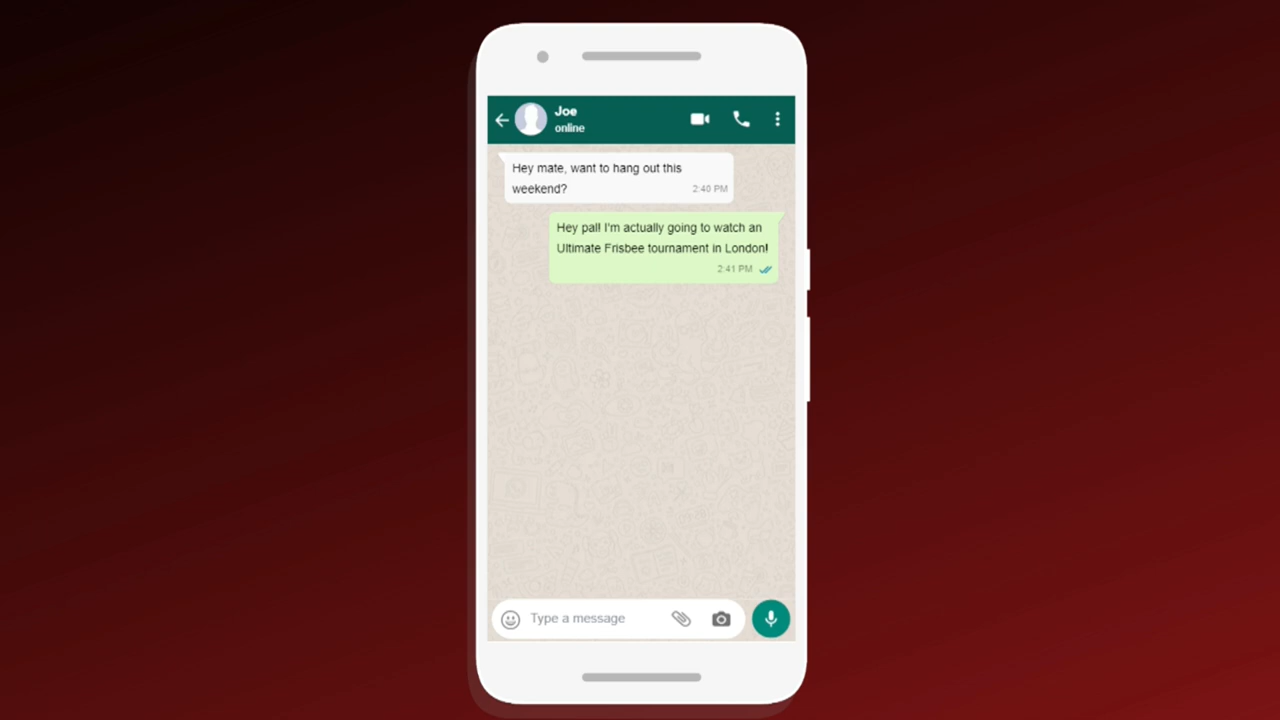 Joe
online
Hey mate, want to hang out this
weekend?
2:40 PM
Hey pal! I'm actually going to watch an
Ultimate Frisbee tournament in London!
2:41 PM
Type a message